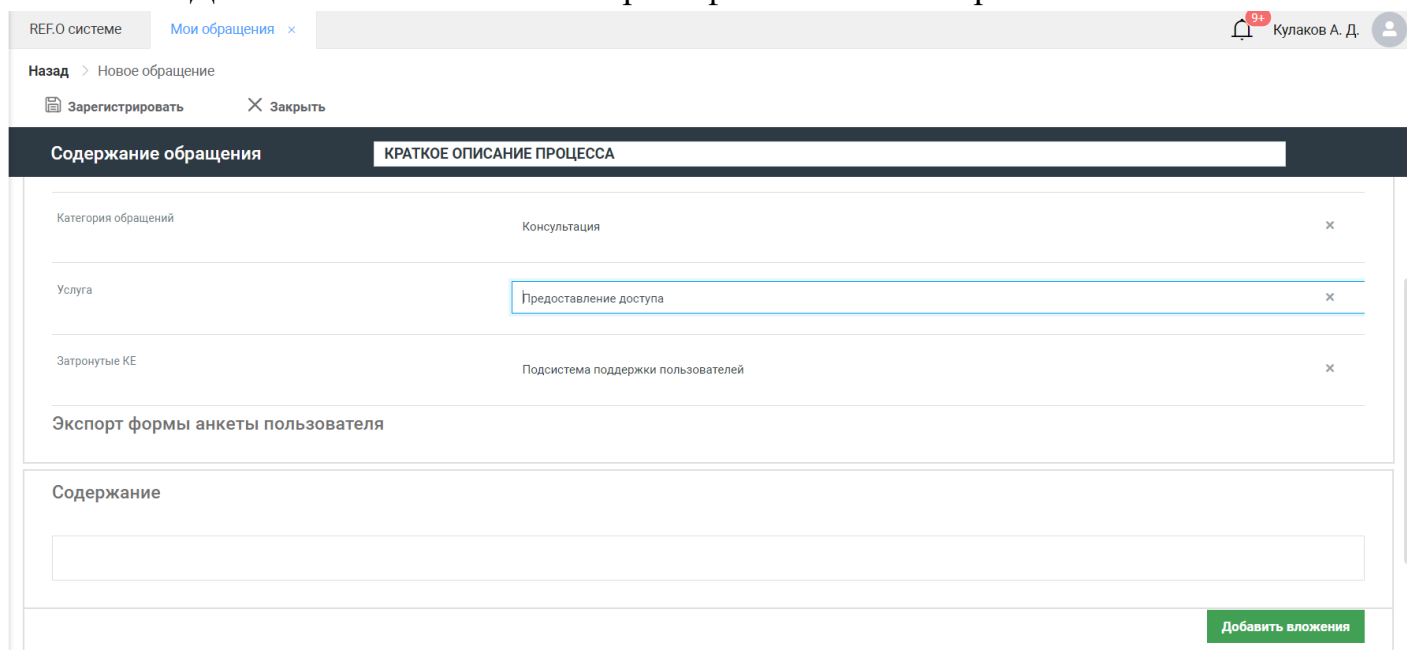 REF.О системе Мои обращения × 9+ Кулаков А. Д.
Назад > Новое обращение
Зарегистрировать Закрыть
Содержание обращения КРАТКОЕ ОПИСАНИЕ ПРОЦЕССА
Категория обращений Консультация ×
Услуга Предоставление доступа ×
Затронутые КЕ Подсистема поддержки пользователей ×
Экспорт формы анкеты пользователя
Содержание
Добавить вложения